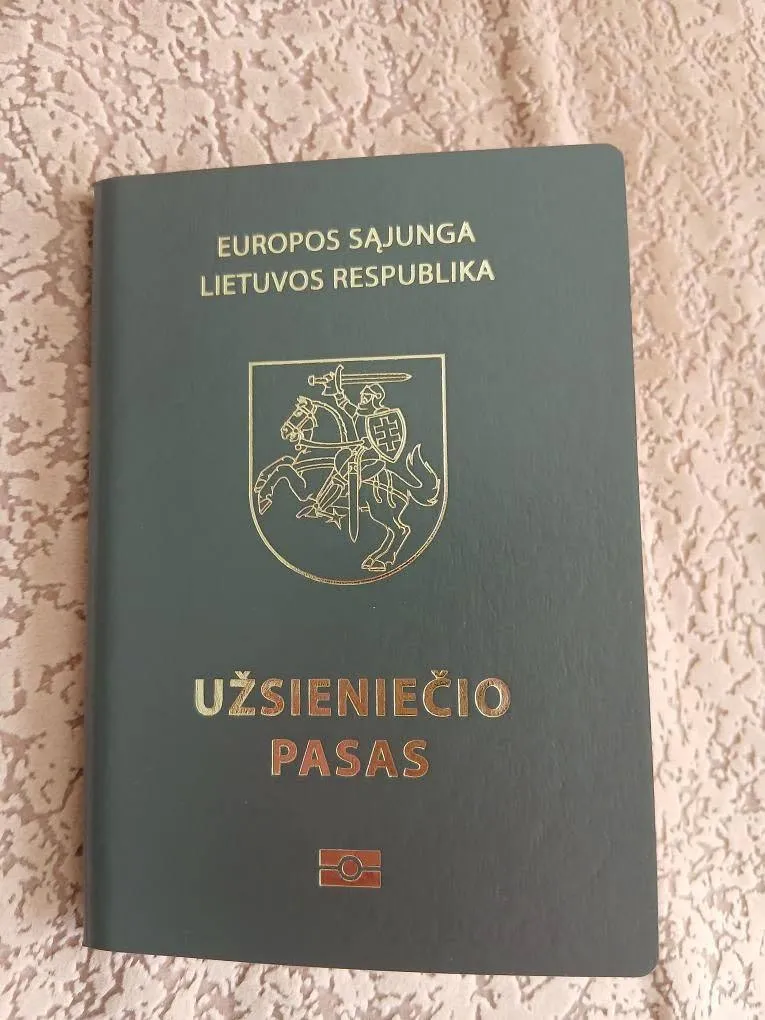 EUROPOS SĄJUNGA
LIETUVOS RESPUBLIKA
UŽSIENIEČIO
PASAS